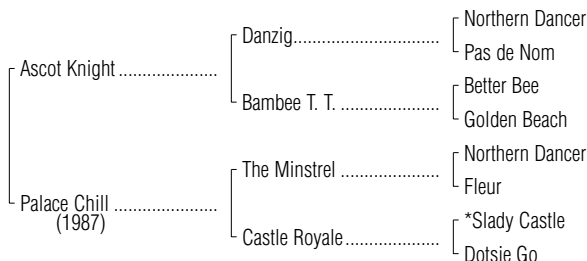 Northern Dancer
Danzig
Pas de Nom
Ascot Knight
Better Bee
Bambee T. T.
Golden Beach
Northern Dancer
The Minstrel
Fleur
Palace Chill
(1987)
*Slady Castle
Castle Royale
Dotsie Go